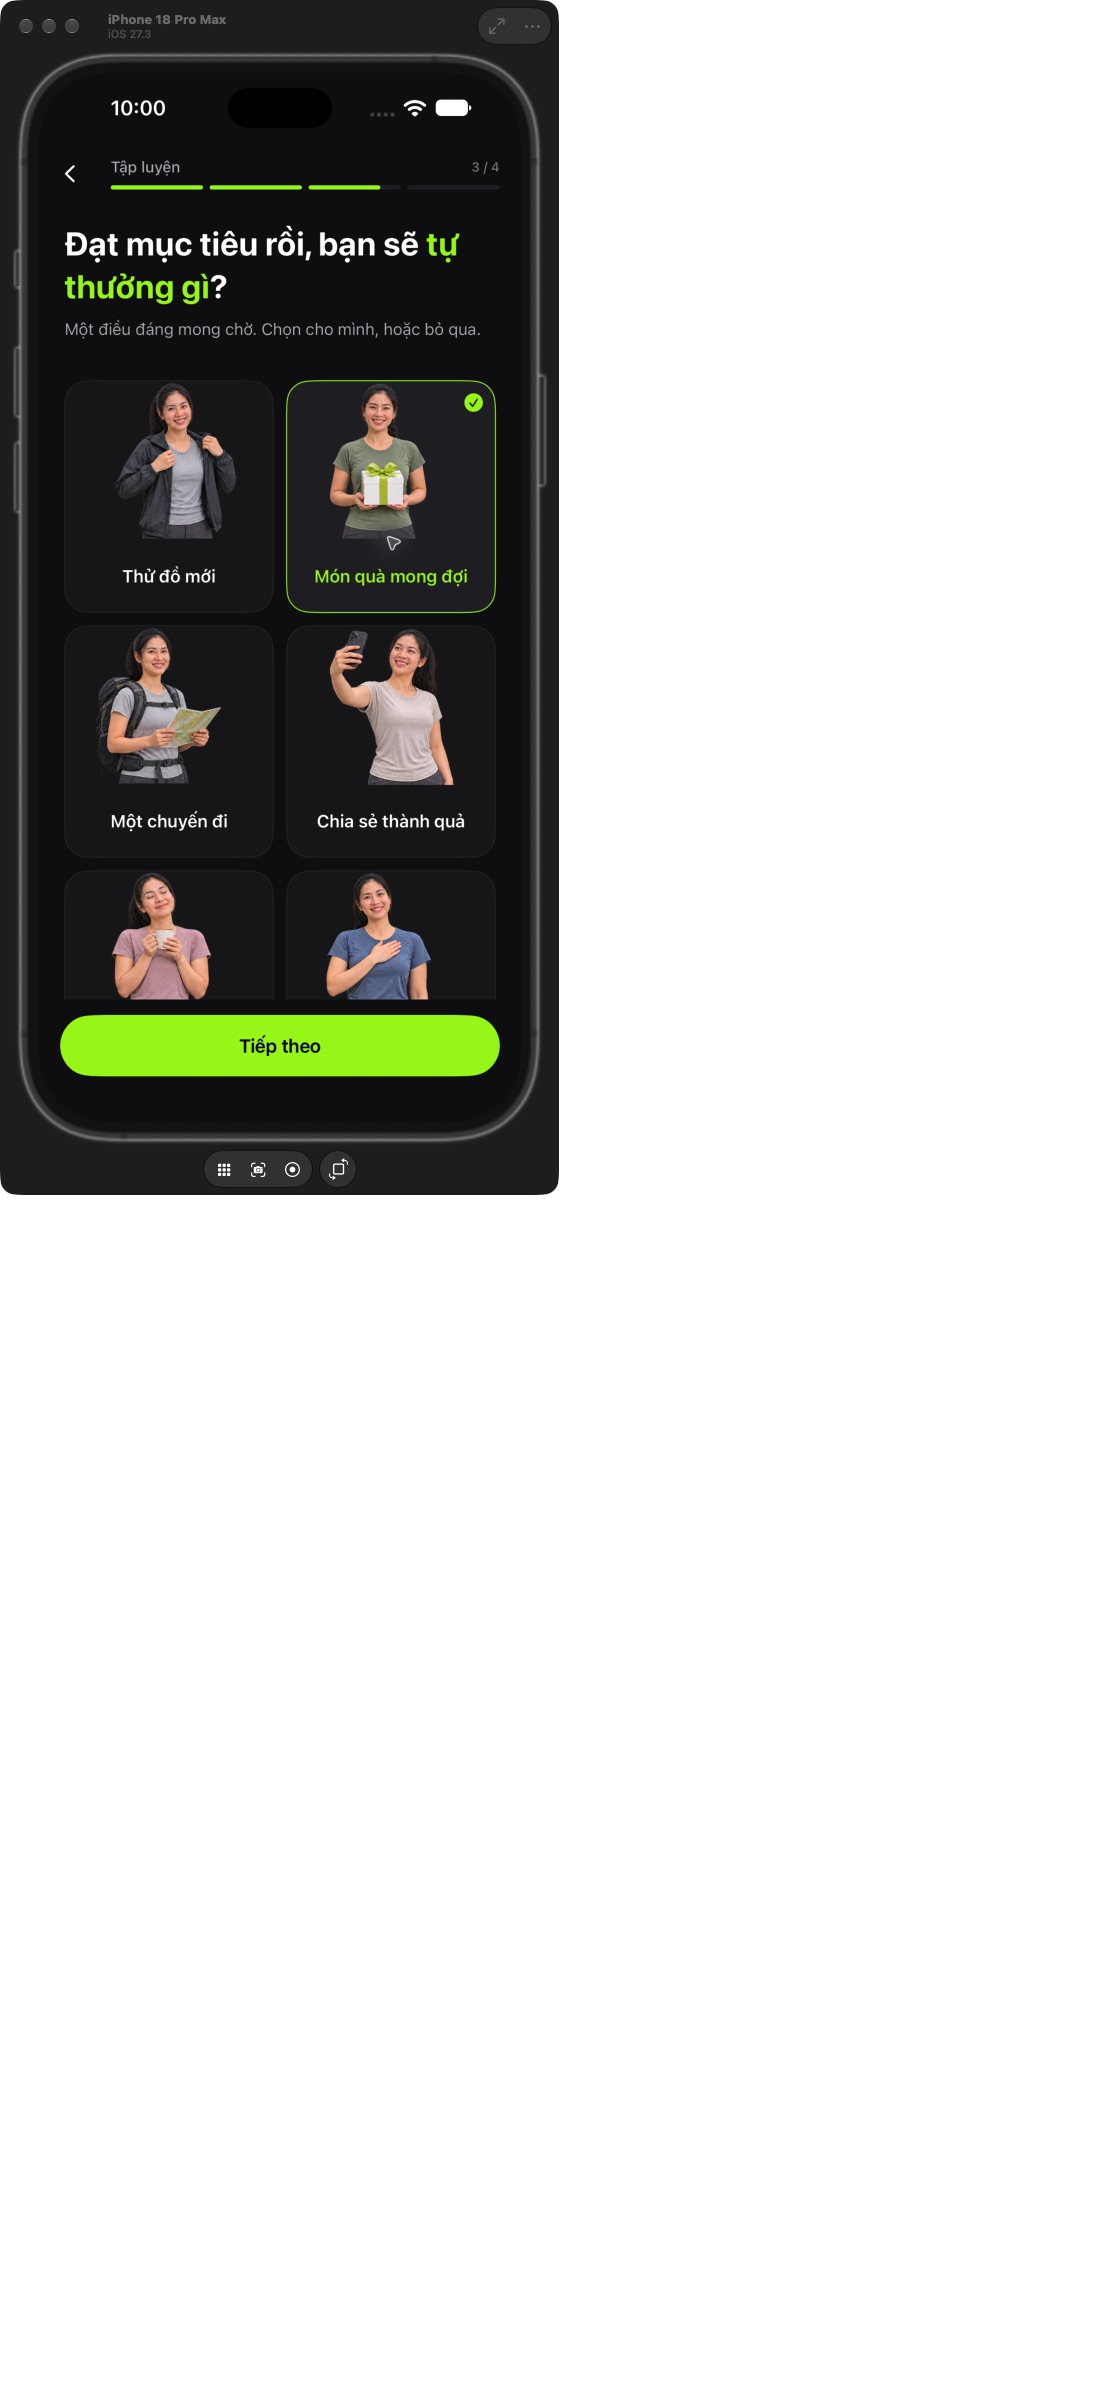 iPhone 18 Pro Max
iOS 27.3
10:00
Tập luyện
3 / 4
Đạt mục tiêu rồi, bạn sẽ tự
thưởng gì?
Một điều đáng mong chờ. Chọn cho mình, hoặc bỏ qua.
Thử đồ mới
Món quà mong đợi
Một chuyến đi
Chia sẻ thành quả
Tiếp theo